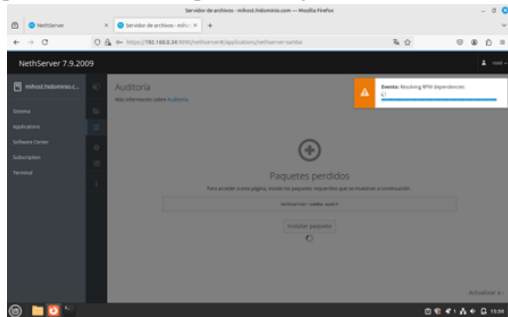 Servidor de archivos - mihost.hidominio.com — Mozilla Firefox
NethServer
Servidor de archivos - mihos
https://192.168.0.34:9090/nethserver#/applications/nethserver-samba
NethServer 7.9.2009
root
mihost.hidominio.c...
Auditoría
Más información sobre Auditoría.
Evento: Resolving RPM dependencies
Sistema
Applications
Software Center
Subscription
Terminal
Paquetes perdidos
Para acceder a esta página, instale los paquetes requeridos que se muestran a continuación.
nethserver-samba-audit
Instalar paquete
Actualizar a
15:39